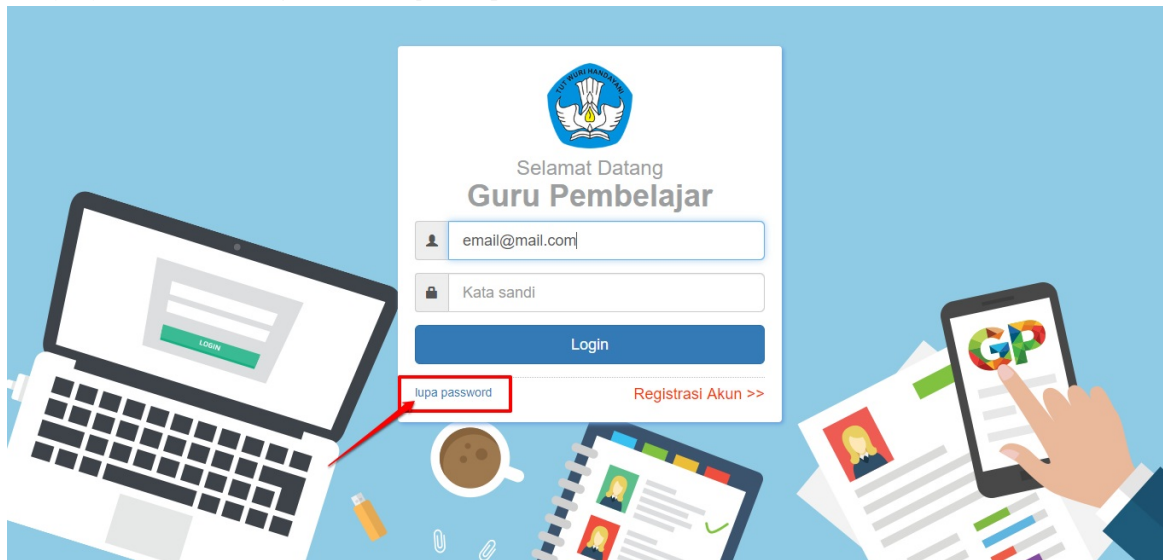 TUT WURI HANDAYANI
Selamat Datang
Guru Pembelajar
email@mail.com
Kata sandi
LOGIN
Login
GP
lupa password
Registrasi Akun >>